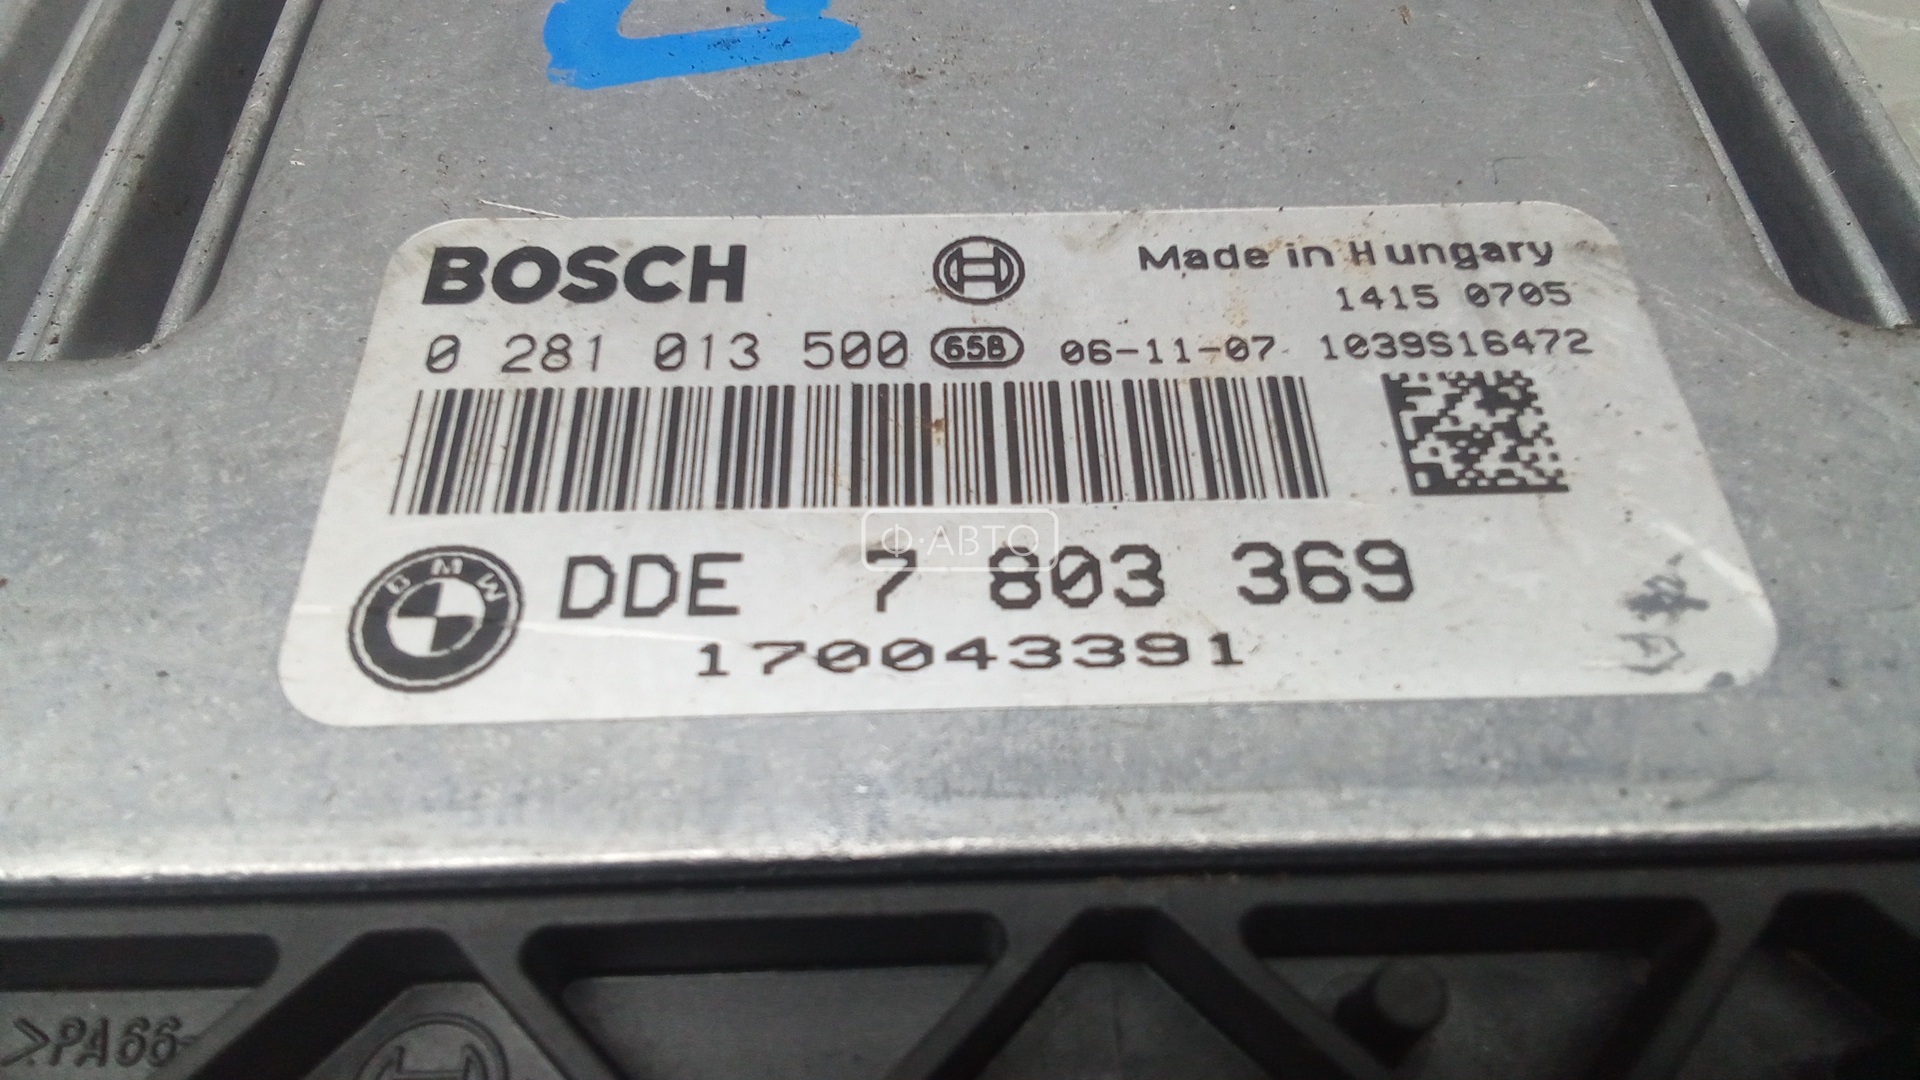 BOSCH
Made in Hungary
1415 0705
0 281 013 500 658 06-11-07 1039S16472
Ф·АВТО
BMW
DDE 7 803 369
170043391
>PA66-